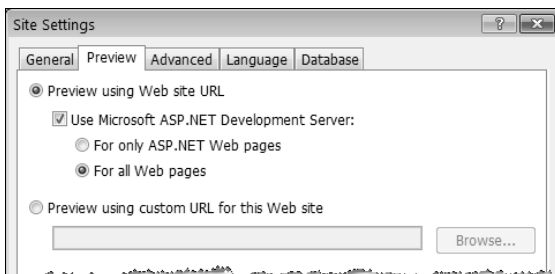 Site Settings
General Preview Advanced Language Database
Preview using Web site URL
Use Microsoft ASP.NET Development Server:
For only ASP.NET Web pages
For all Web pages
Preview using custom URL for this Web site
Browse...